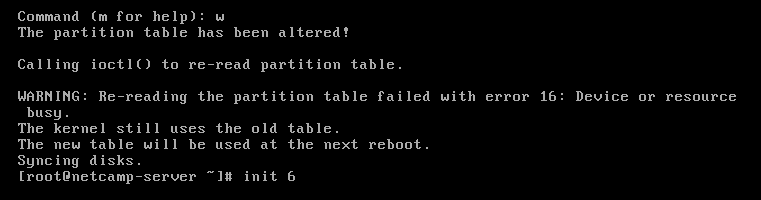 Command (m for help): w
The partition table has been altered!
Calling ioctl() to re-read partition table.
WARNING: Re-reading the partition table failed with error 16: Device or resource
busy.
The kernel still uses the old table.
The new table will be used at the next reboot.
Syncing disks.
[root@netcamp-server ~]# init 6